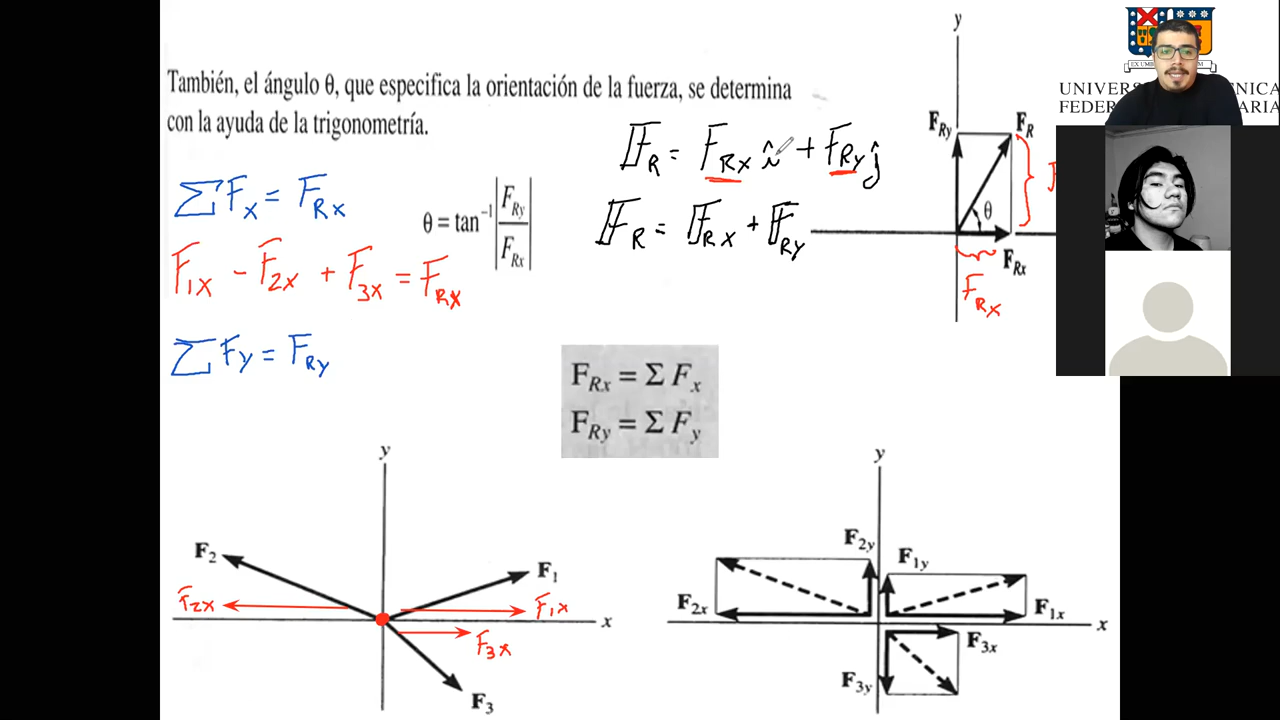 También, el ángulo θ, que especifica la orientación de la fuerza, se determina
con la ayuda de la trigonometría.
𝔽R = FRx î + FRy ĵ
𝔽R = 𝔽Rx + 𝔽Ry
ΣFx = FRx
F1x - F2x + F3x = FRx
ΣFy = FRy
θ = tan⁻¹ |FRy / FRx|
y
FRy
FR
θ
FRx
FRx
FRx = Σ Fx
FRy = Σ Fy
y
F2
F1
F2x
F1x
x
F3x
F3
y
F2y
F1y
F2x
F1x
x
F3x
F3y
UNIVER
NICA
FEDER
ARIA